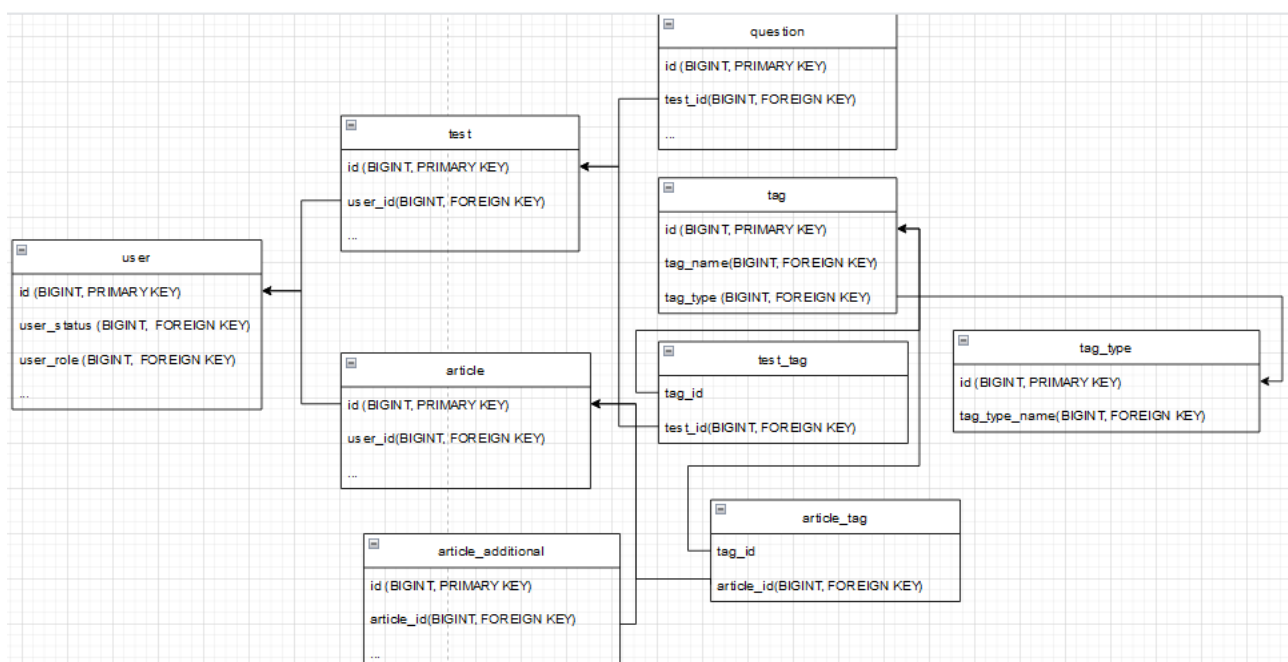 question
id (BIGINT, PRIMARY KEY)
test_id(BIGINT, FOREIGN KEY)
...
test
id (BIGINT, PRIMARY KEY)
user_id(BIGINT, FOREIGN KEY)
...
tag
id (BIGINT, PRIMARY KEY)
tag_name(BIGINT, FOREIGN KEY)
tag_type (BIGINT, FOREIGN KEY)
user
id (BIGINT, PRIMARY KEY)
user_status (BIGINT, FOREIGN KEY)
user_role (BIGINT, FOREIGN KEY)
...
tag_type
id (BIGINT, PRIMARY KEY)
tag_type_name(BIGINT, FOREIGN KEY)
test_tag
tag_id
test_id(BIGINT, FOREIGN KEY)
article
id (BIGINT, PRIMARY KEY)
user_id(BIGINT, FOREIGN KEY)
...
article_tag
tag_id
article_id(BIGINT, FOREIGN KEY)
article_additional
id (BIGINT, PRIMARY KEY)
article_id(BIGINT, FOREIGN KEY)
...